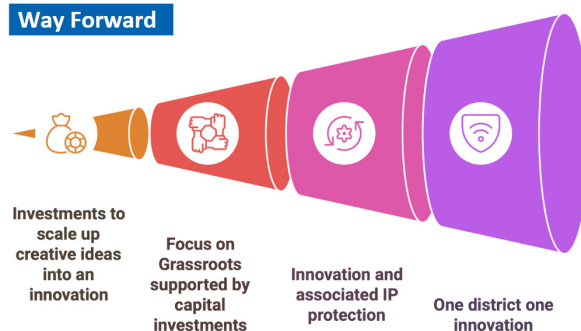 Way Forward
Investments to
scale up
creative ideas
into an
innovation
Focus on
Grassroots
supported by
capital
investments
Innovation and
associated IP
protection
One district one
innovation